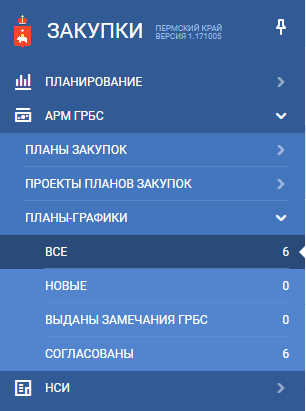 ЗАКУПКИ
ПЕРМСКИЙ КРАЙ
ВЕРСИЯ 1.171005
ПЛАНИРОВАНИЕ
АРМ ГРБС
ПЛАНЫ ЗАКУПОК
ПРОЕКТЫ ПЛАНОВ ЗАКУПОК
ПЛАНЫ-ГРАФИКИ
ВСЕ 6
НОВЫЕ 0
ВЫДАНЫ ЗАМЕЧАНИЯ ГРБС 0
СОГЛАСОВАНЫ 6
НСИ